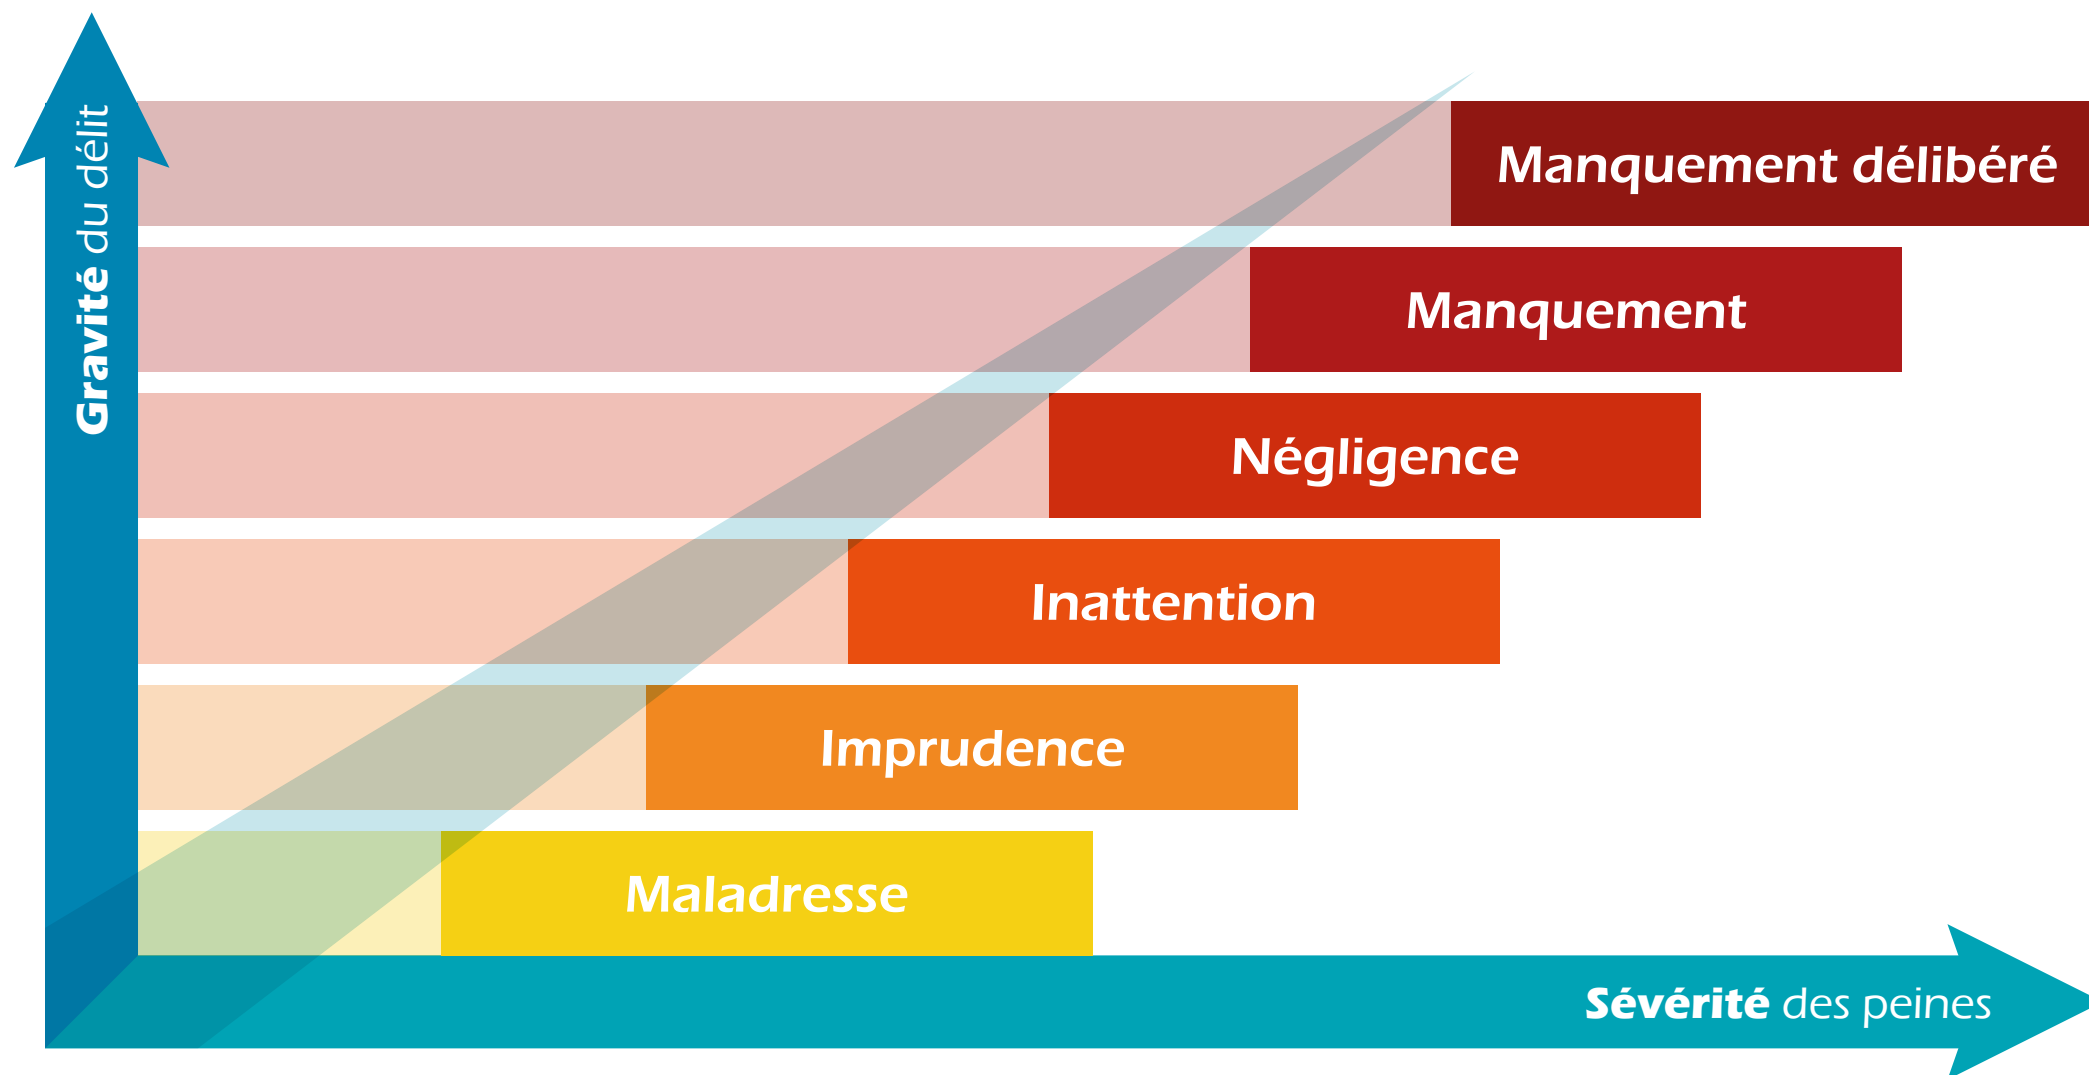 Gravité du délit
Manquement délibéré
Manquement
Négligence
Inattention
Imprudence
Maladresse
Sévérité des peines